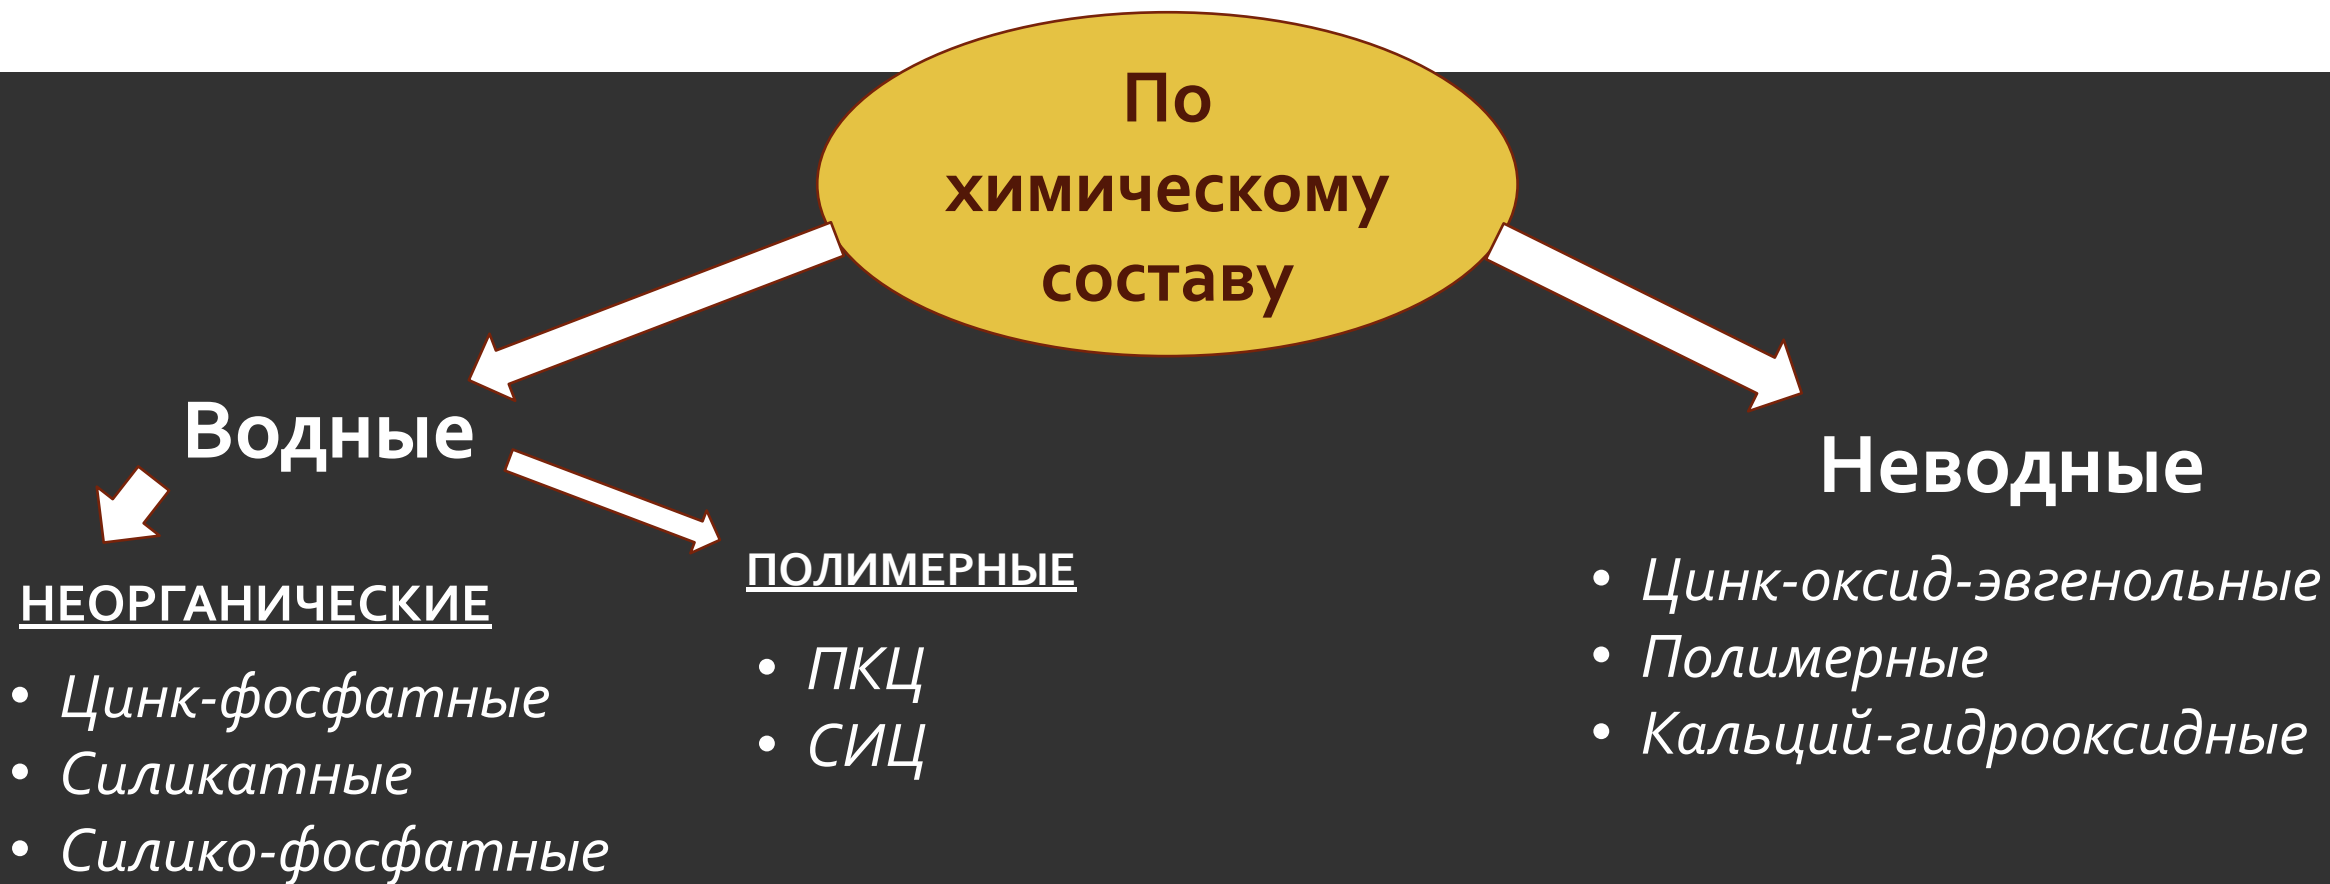 По
химическому
составу
Водные
НЕОРГАНИЧЕСКИЕ
• Цинк-фосфатные
• Силикатные
• Силико-фосфатные
ПОЛИМЕРНЫЕ
• ПКЦ
• СИЦ
Неводные
• Цинк-оксид-эвгенольные
• Полимерные
• Кальций-гидрооксидные